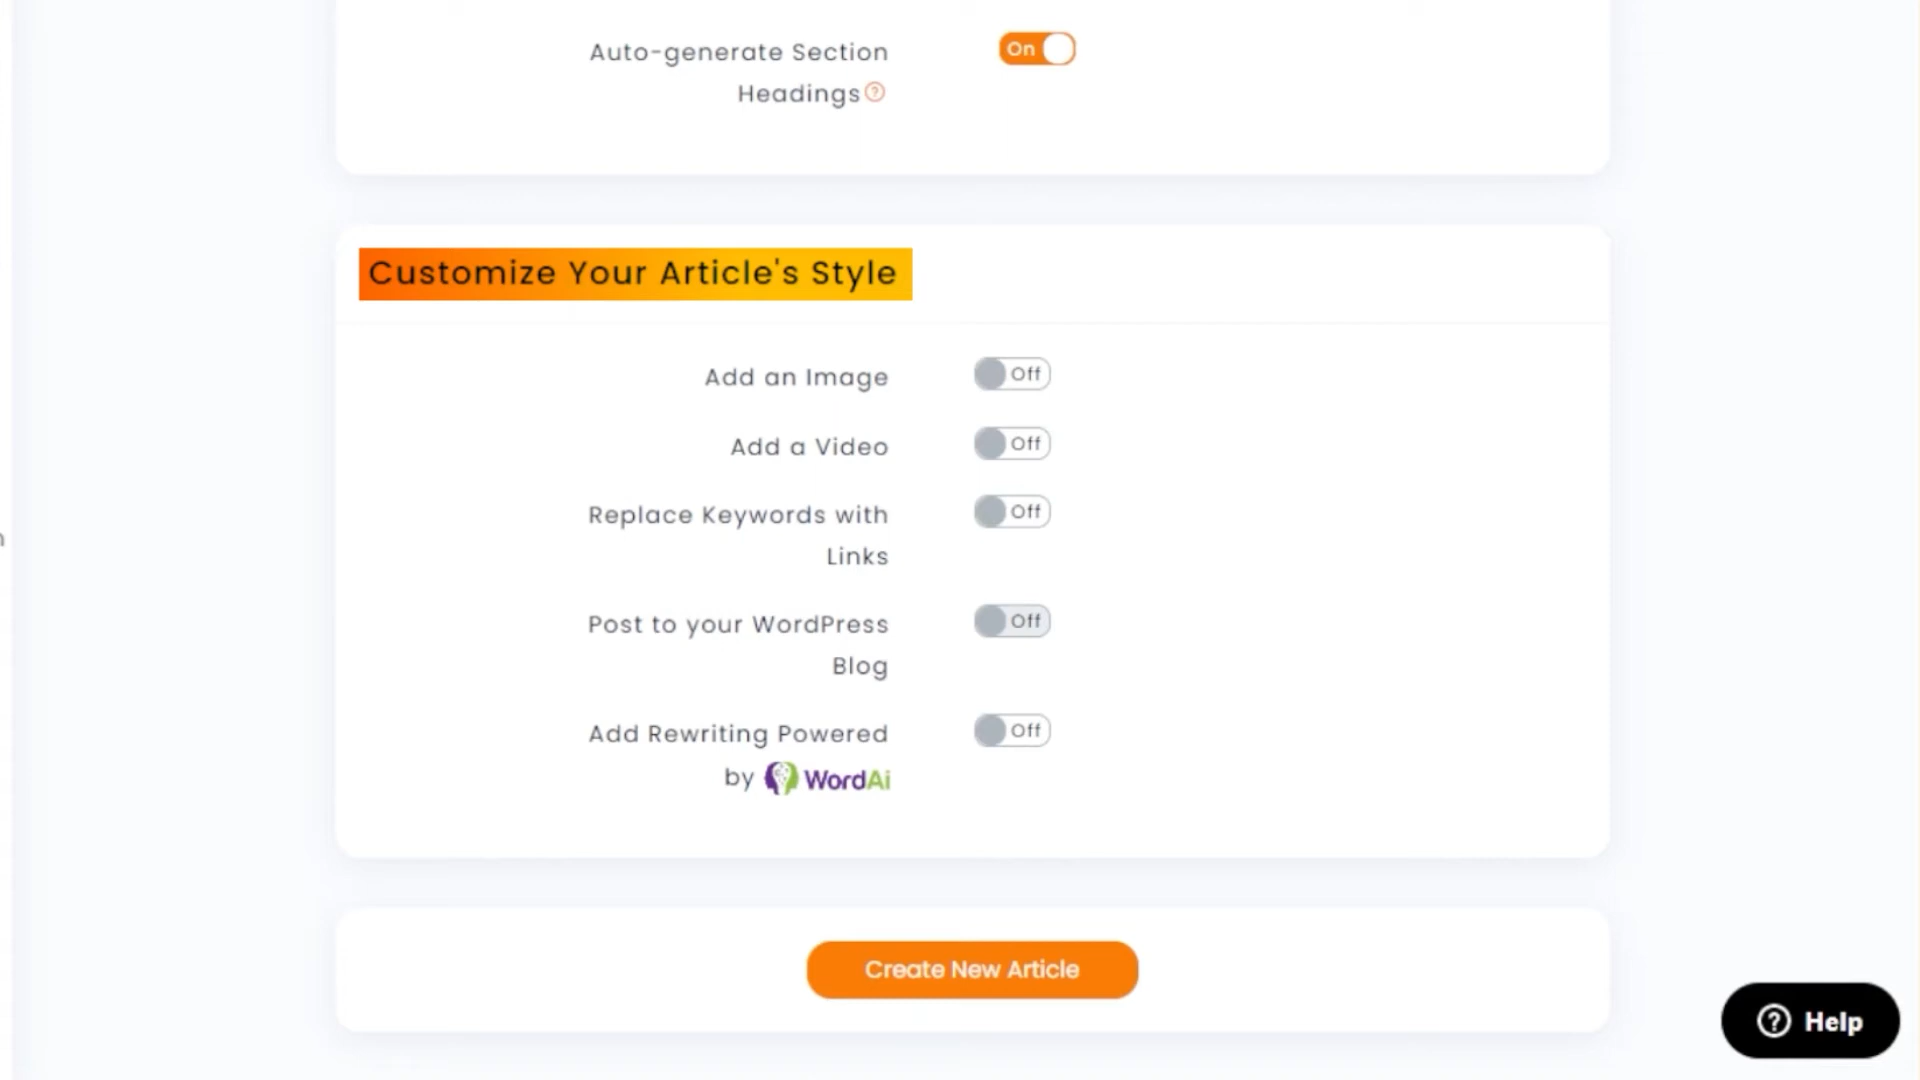 Auto-generate Section
Headings
On
Customize Your Article's Style
Add an Image
Off
Add a Video
Off
Replace Keywords with
Links
Off
Post to your WordPress
Blog
Off
Add Rewriting Powered
by WordAi
Off
Create New Article
Help